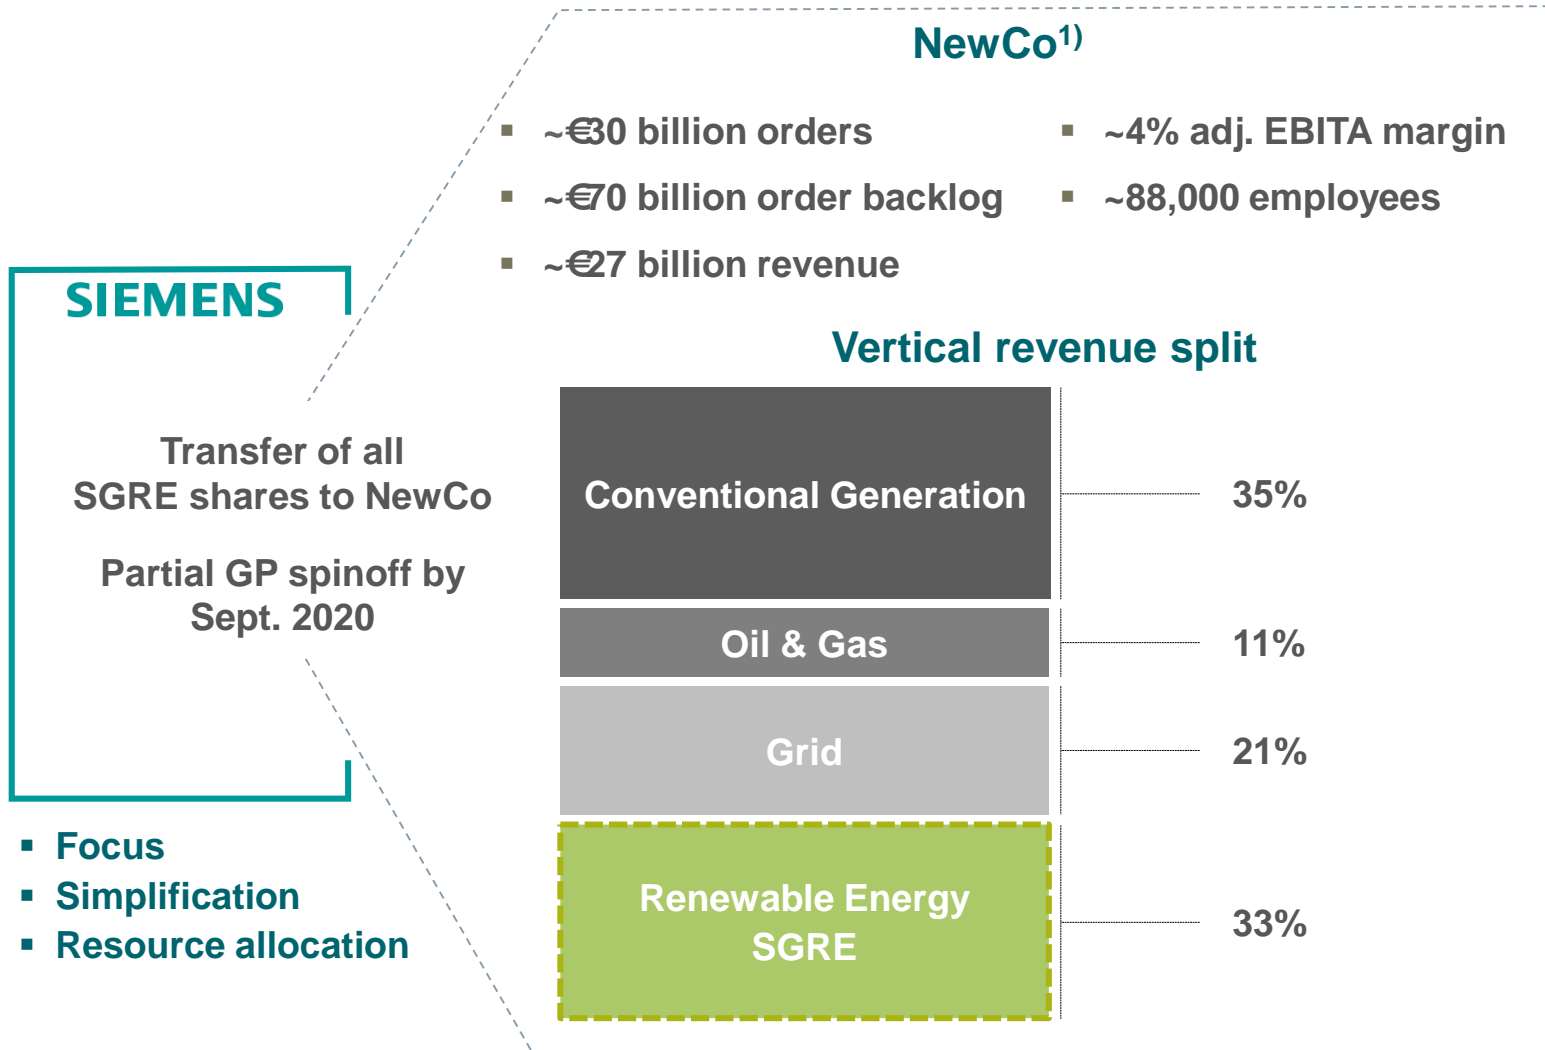 NewCo1)
▪ ~€30 billion orders
▪ ~€70 billion order backlog
▪ ~€27 billion revenue
▪ ~4% adj. EBITA margin
▪ ~88,000 employees
SIEMENS
Transfer of all
SGRE shares to NewCo
Partial GP spinoff by
Sept. 2020
▪ Focus
▪ Simplification
▪ Resource allocation
Vertical revenue split
Conventional Generation 35%
Oil & Gas 11%
Grid 21%
Renewable Energy
SGRE
33%